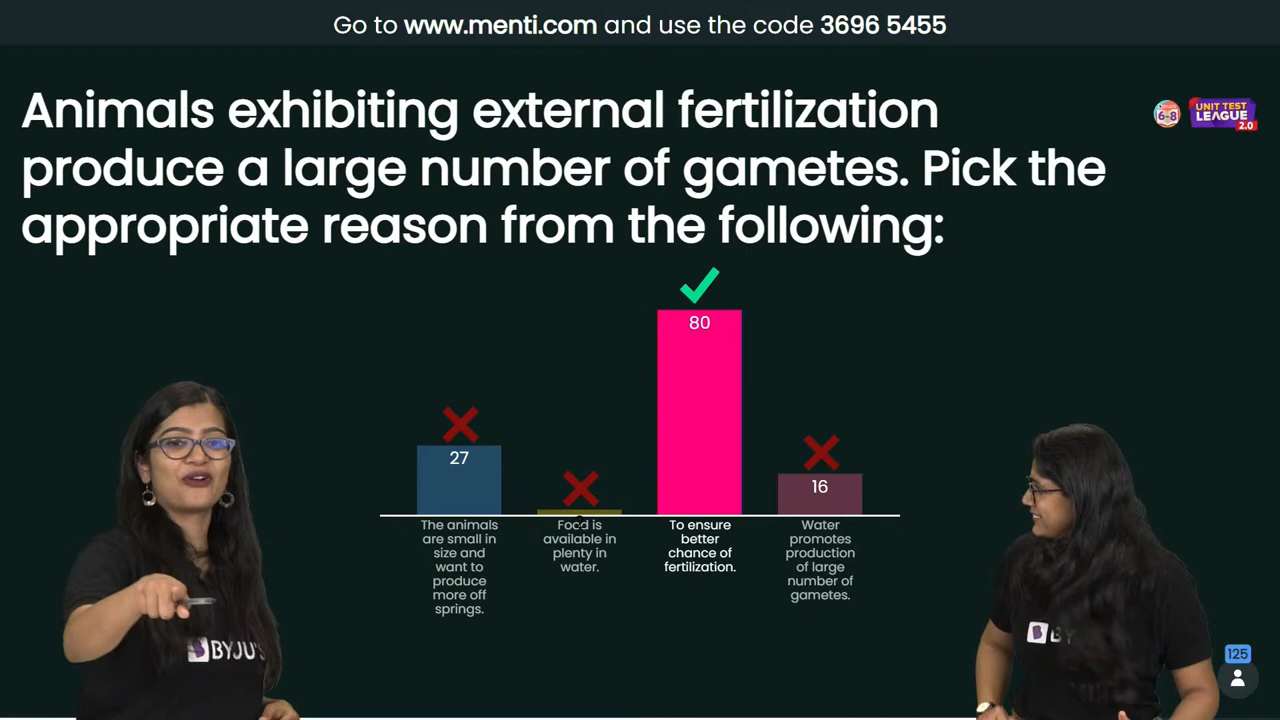 Go to www.menti.com and use the code 3696 5455
Animals exhibiting external fertilization
produce a large number of gametes. Pick the
appropriate reason from the following:
6-8
UNIT TEST
LEAGUE
2.0
80
27
16
The animals
are small in
size and
want to
produce
more off
springs.
Food is
available in
plenty in
water.
To ensure
better
chance of
fertilization.
Water
promotes
production
of large
number of
gametes.
BYJU'S
BY
125